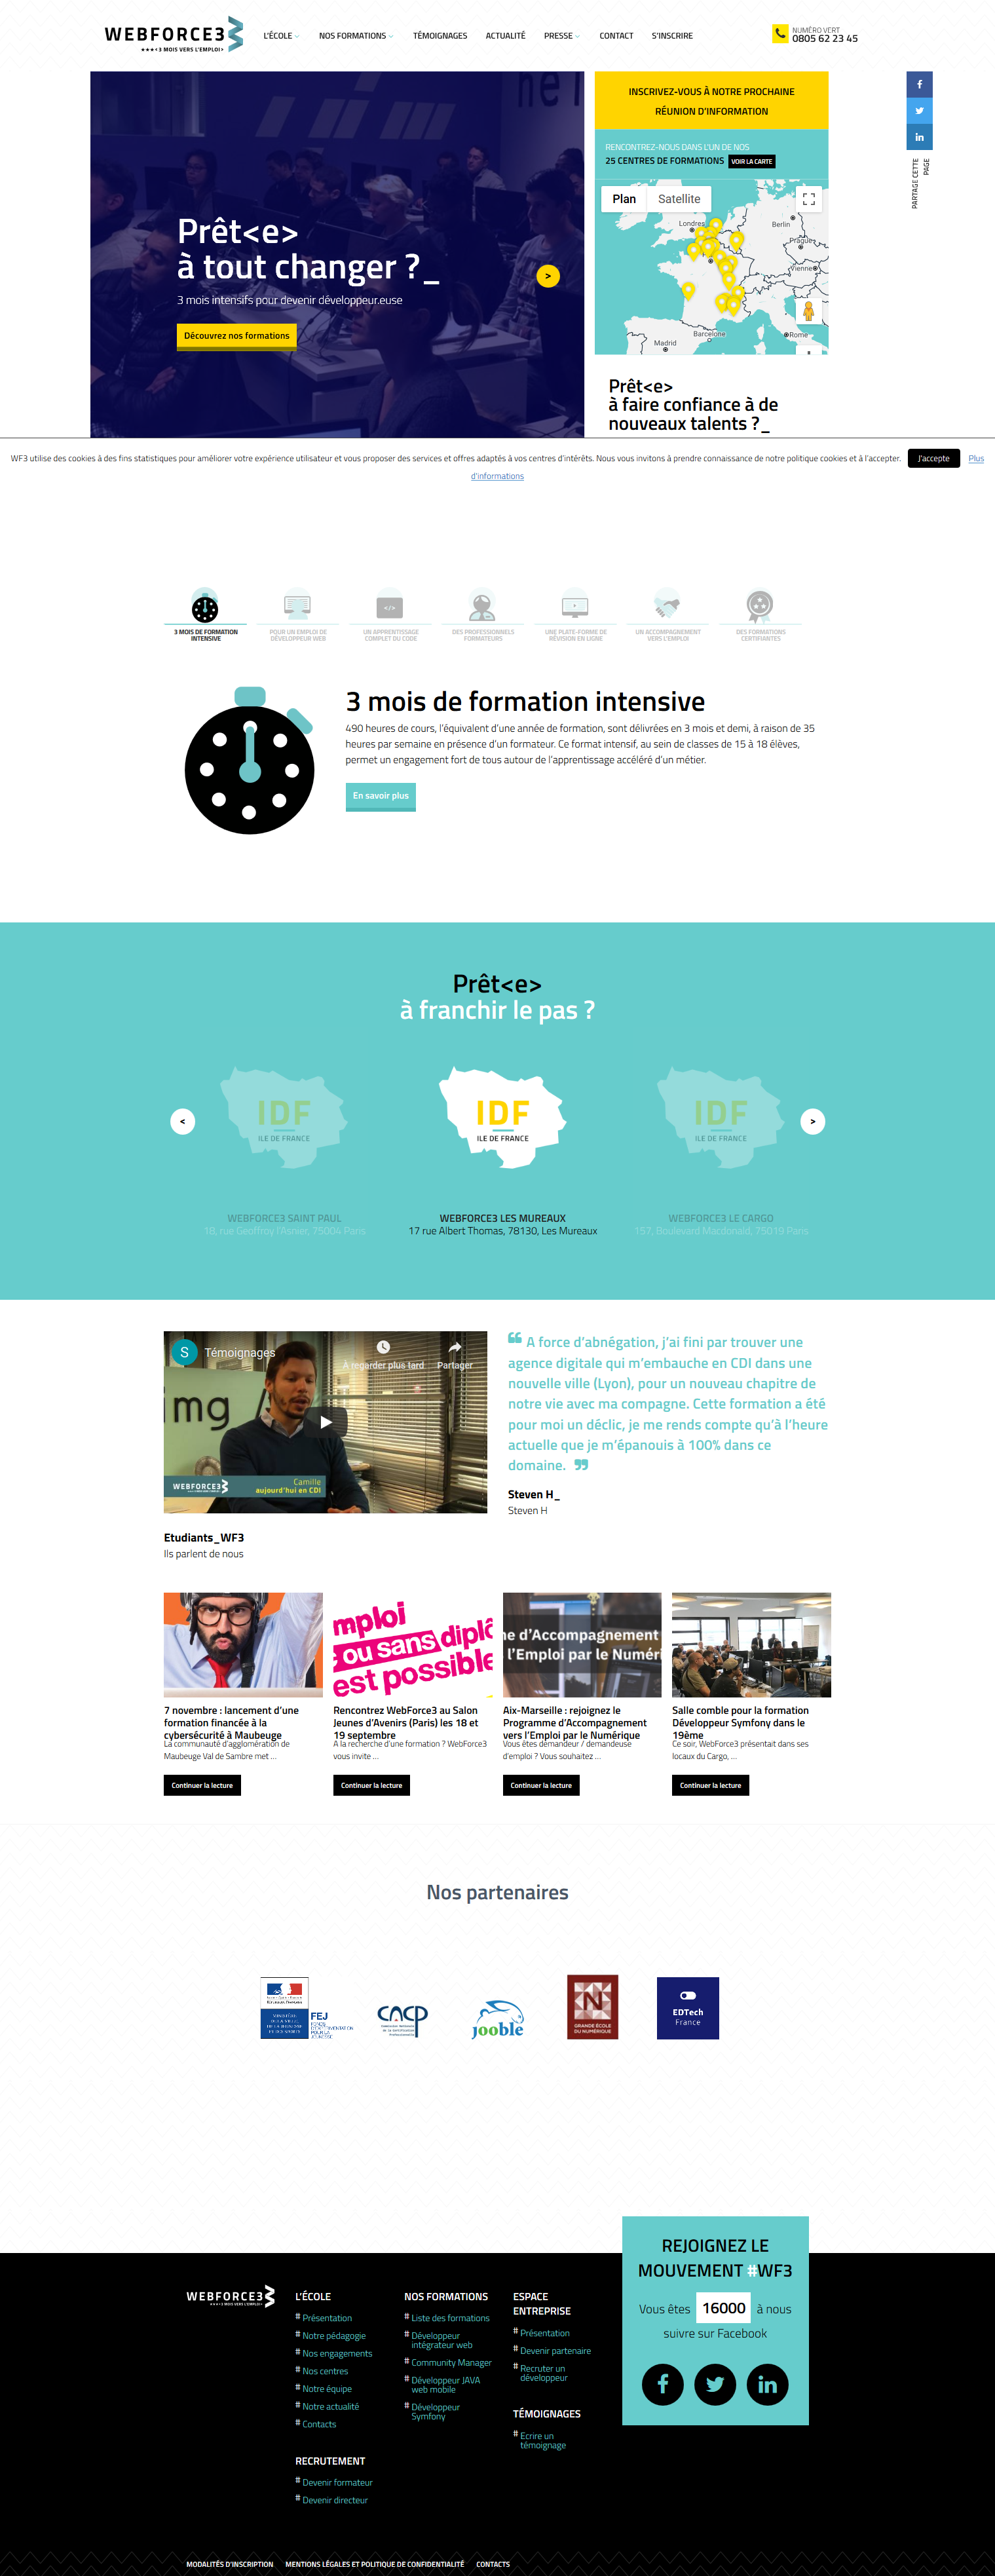 WEBFORCE3
★★★<3 MOIS VERS L'EMPLOI>
L'ÉCOLE
NOS FORMATIONS
TÉMOIGNAGES
ACTUALITÉ
PRESSE
CONTACT
S'INSCRIRE
NUMÉRO VERT
0805 62 23 45
Prêt<e>
à tout changer ?_
3 mois intensifs pour devenir développeur.euse
Découvrez nos formations
>
INSCRIVEZ-VOUS À NOTRE PROCHAINE
RÉUNION D'INFORMATION
RENCONTREZ-NOUS DANS L'UN DE NOS
25 CENTRES DE FORMATIONS VOIR LA CARTE
Plan
Satellite
Londres
Berlin
Prague
Vienne
Barcelone
Madrid
Rome
PARTAGE CETTE
PAGE
Prêt<e>
à faire confiance à de
nouveaux talents ?_
WF3 utilise des cookies à des fins statistiques pour améliorer votre expérience utilisateur et vous proposer des services et offres adaptés à vos centres d'intérêts. Nous vous invitons à prendre connaissance de notre politique cookies et à l'accepter. J'accepte Plus
d'informations
3 MOIS DE FORMATION
INTENSIVE
POUR UN EMPLOI DE
DÉVELOPPEUR WEB
UN APPRENTISSAGE
COMPLET DU CODE
DES PROFESSIONNELS
FORMATEURS
UNE PLATE-FORME DE
RÉVISION EN LIGNE
UN ACCOMPAGNEMENT
VERS L'EMPLOI
DES FORMATIONS
CERTIFIANTES
3 mois de formation intensive
490 heures de cours, l'équivalent d'une année de formation, sont délivrées en 3 mois et demi, à raison de 35
heures par semaine en présence d'un formateur. Ce format intensif, au sein de classes de 15 à 18 élèves,
permet un engagement fort de tous autour de l'apprentissage accéléré d'un métier.
En savoir plus
Prêt<e>
à franchir le pas ?
<
IDF
ILE DE FRANCE
IDF
ILE DE FRANCE
IDF
ILE DE FRANCE
>
WEBFORCE3 SAINT PAUL
18, rue Geoffroy l'Asnier, 75004 Paris
WEBFORCE3 LES MUREAUX
17 rue Albert Thomas, 78130, Les Mureaux
WEBFORCE3 LE CARGO
157, Boulevard Macdonald, 75019 Paris
S
Témoignages
À regarder plus tard
Partager
img
WEBFORCE3
Camille
aujourd'hui en CDI
Etudiants_WF3
Ils parlent de nous
A force d'abnégation, j'ai fini par trouver une
agence digitale qui m'embauche en CDI dans une
nouvelle ville (Lyon), pour un nouveau chapitre de
notre vie avec ma compagne. Cette formation a été
pour moi un déclic, je me rends compte qu'à l'heure
actuelle que je m'épanouis à 100% dans ce
domaine.
Steven H_
Steven H
7 novembre : lancement d'une
formation financée à la
cybersécurité à Maubeuge
La communauté d'agglomération de
Maubeuge Val de Sambre met ...
Continuer la lecture
mploi
ou sans diplô
est possible
Rencontrez WebForce3 au Salon
Jeunes d'Avenirs (Paris) les 18 et
19 septembre
A la recherche d'une formation ? WebForce3
vous invite ...
Continuer la lecture
ne d'Accompagnement
l'Emploi par le Numéri
Aix-Marseille : rejoignez le
Programme d'Accompagnement
vers l'Emploi par le Numérique
Vous êtes demandeur / demandeuse
d'emploi ? Vous souhaitez ...
Continuer la lecture
Salle comble pour la formation
Développeur Symfony dans le
19ème
Ce soir, WebForce3 présentait dans ses
locaux du Cargo, ...
Continuer la lecture
Nos partenaires
FEJ
CNCP
jooble
N
GRANDE ÉCOLE
DU NUMÉRIQUE
EDTech
France
WEBFORCE3
L'ÉCOLE
# Présentation
# Notre pédagogie
# Nos engagements
# Nos centres
# Notre équipe
# Notre actualité
# Contacts
RECRUTEMENT
# Devenir formateur
# Devenir directeur
NOS FORMATIONS
# Liste des formations
# Développeur
intégrateur web
# Community Manager
# Développeur JAVA
web mobile
# Développeur
Symfony
ESPACE
ENTREPRISE
# Présentation
# Devenir partenaire
# Recruter un
développeur
TÉMOIGNAGES
# Ecrire un
témoignage
REJOIGNEZ LE
MOUVEMENT #WF3
Vous êtes 16000 à nous
suivre sur Facebook
MODALITÉS D'INSCRIPTION
MENTIONS LÉGALES ET POLITIQUE DE CONFIDENTIALITÉ
CONTACTS